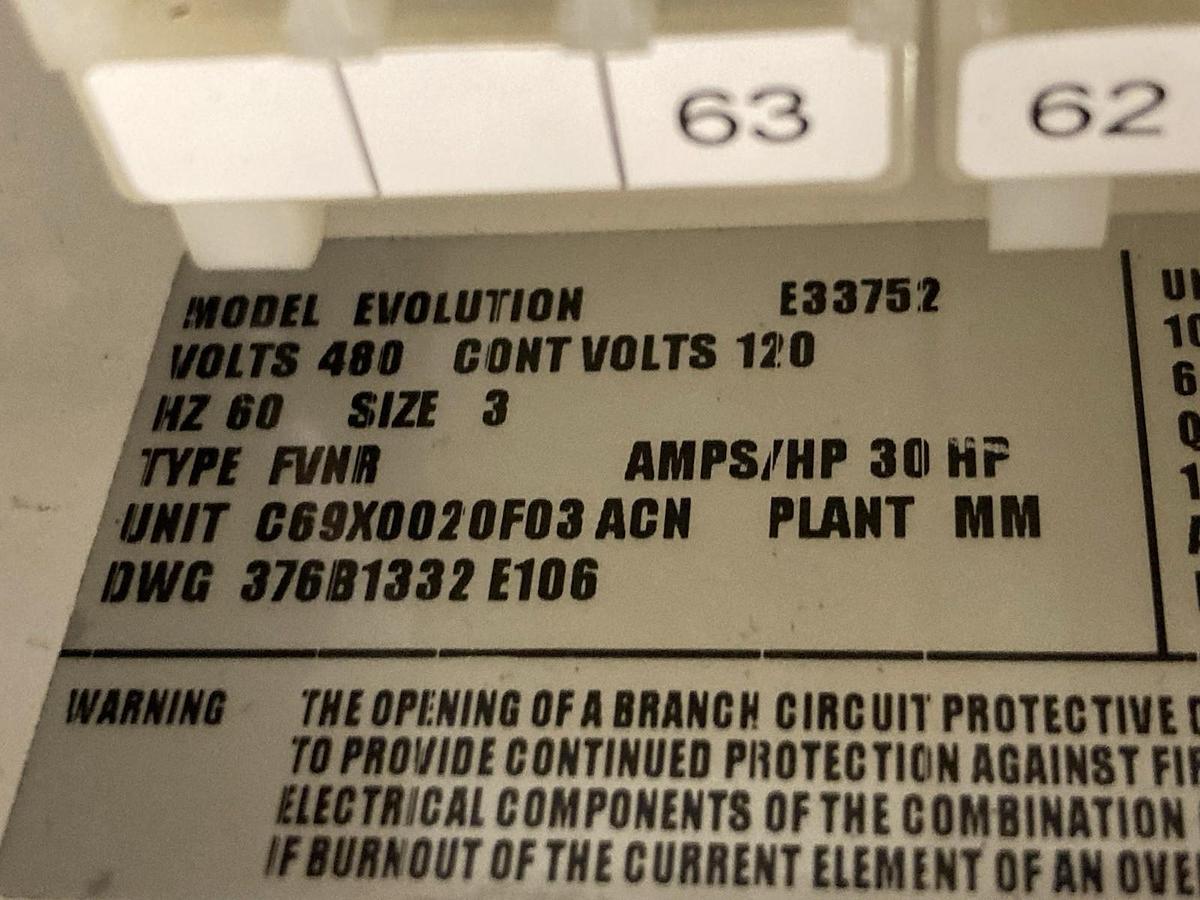 63 62
MODEL EVOLUTION E33752
VOLTS 480 CONT VOLTS 120
HZ 60 SIZE 3
TYPE FVNR AMPS/HP 30 HP
UNIT C69X0020F03 ACN PLANT MM
DWG 376B1332 E106
WARNING THE OPENING OF A BRANCH CIRCUIT PROTECTIVE
TO PROVIDE CONTINUED PROTECTION AGAINST
ELECTRICAL COMPONENTS OF THE COMBINATION
IF BURNOUT OF THE CURRENT ELEMENT OF AN